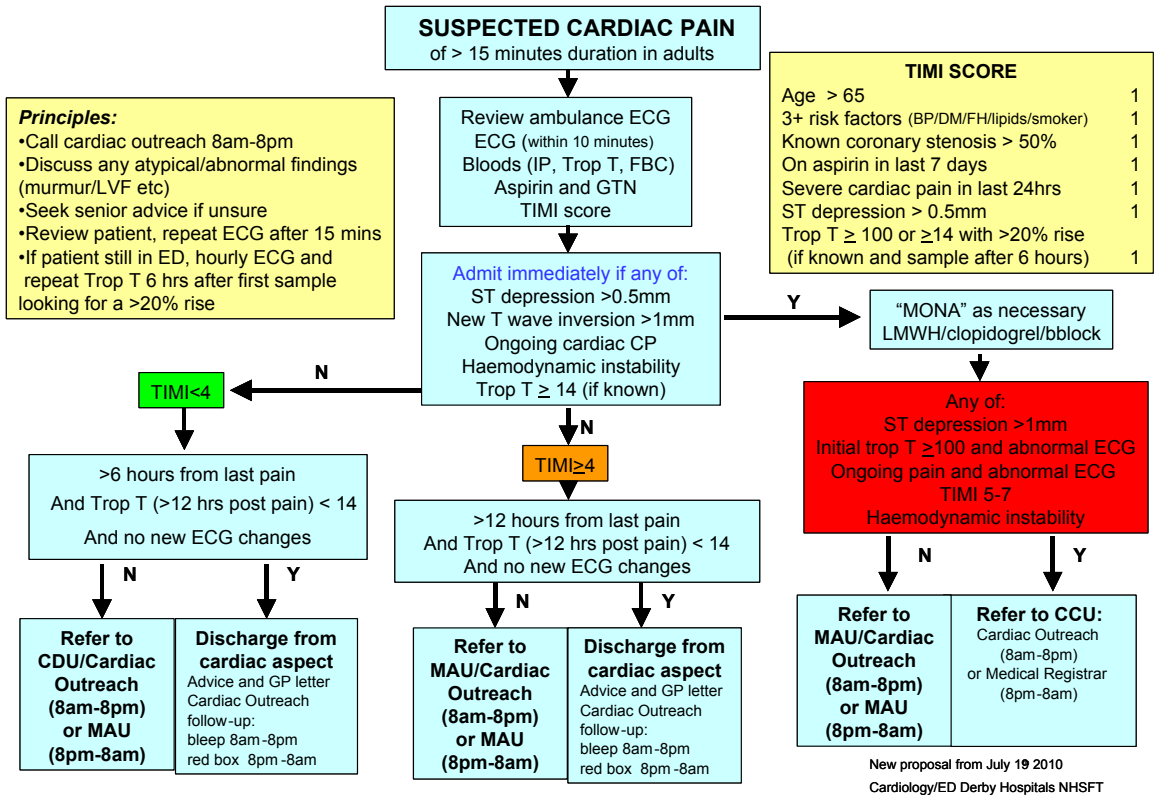 SUSPECTED CARDIAC PAIN
of > 15 minutes duration in adults
Principles:
•Call cardiac outreach 8am-8pm
•Discuss any atypical/abnormal findings
(murmur/LVF etc)
•Seek senior advice if unsure
•Review patient, repeat ECG after 15 mins
•If patient still in ED, hourly ECG and
repeat Trop T 6 hrs after first sample
looking for a >20% rise
Review ambulance ECG
ECG (within 10 minutes)
Bloods (IP, Trop T, FBC)
Aspirin and GTN
TIMI score
TIMI SCORE
Age > 65 1
3+ risk factors (BP/DM/FH/lipids/smoker) 1
Known coronary stenosis > 50% 1
On aspirin in last 7 days 1
Severe cardiac pain in last 24hrs 1
ST depression > 0.5mm 1
Trop T ≥ 100 or ≥14 with >20% rise
(if known and sample after 6 hours) 1
Admit immediately if any of:
ST depression >0.5mm
New T wave inversion >1mm
Ongoing cardiac CP
Haemodynamic instability
Trop T ≥ 14 (if known)
Y
"MONA" as necessary
LMWH/clopidogrel/bblock
N
TIMI<4
N
TIMI≥4
Any of:
ST depression >1mm
Initial trop T ≥100 and abnormal ECG
Ongoing pain and abnormal ECG
TIMI 5-7
Haemodynamic instability
>6 hours from last pain
And Trop T (>12 hrs post pain) < 14
And no new ECG changes
>12 hours from last pain
And Trop T (>12 hrs post pain) < 14
And no new ECG changes
N
Y
N
Y
N
Y
Refer to
CDU/Cardiac
Outreach
(8am-8pm)
or MAU
(8pm-8am)
Discharge from
cardiac aspect
Advice and GP letter
Cardiac Outreach
follow-up:
bleep 8am-8pm
red box 8pm-8am
Refer to
MAU/Cardiac
Outreach
(8am-8pm)
or MAU
(8pm-8am)
Discharge from
cardiac aspect
Advice and GP letter
Cardiac Outreach
follow-up:
bleep 8am-8pm
red box 8pm-8am
Refer to
MAU/Cardiac
Outreach
(8am-8pm)
or MAU
(8pm-8am)
Refer to CCU:
Cardiac Outreach
(8am-8pm)
or Medical Registrar
(8pm-8am)
New proposal from July 2010
Cardiology/ED Derby Hospitals NHSFT